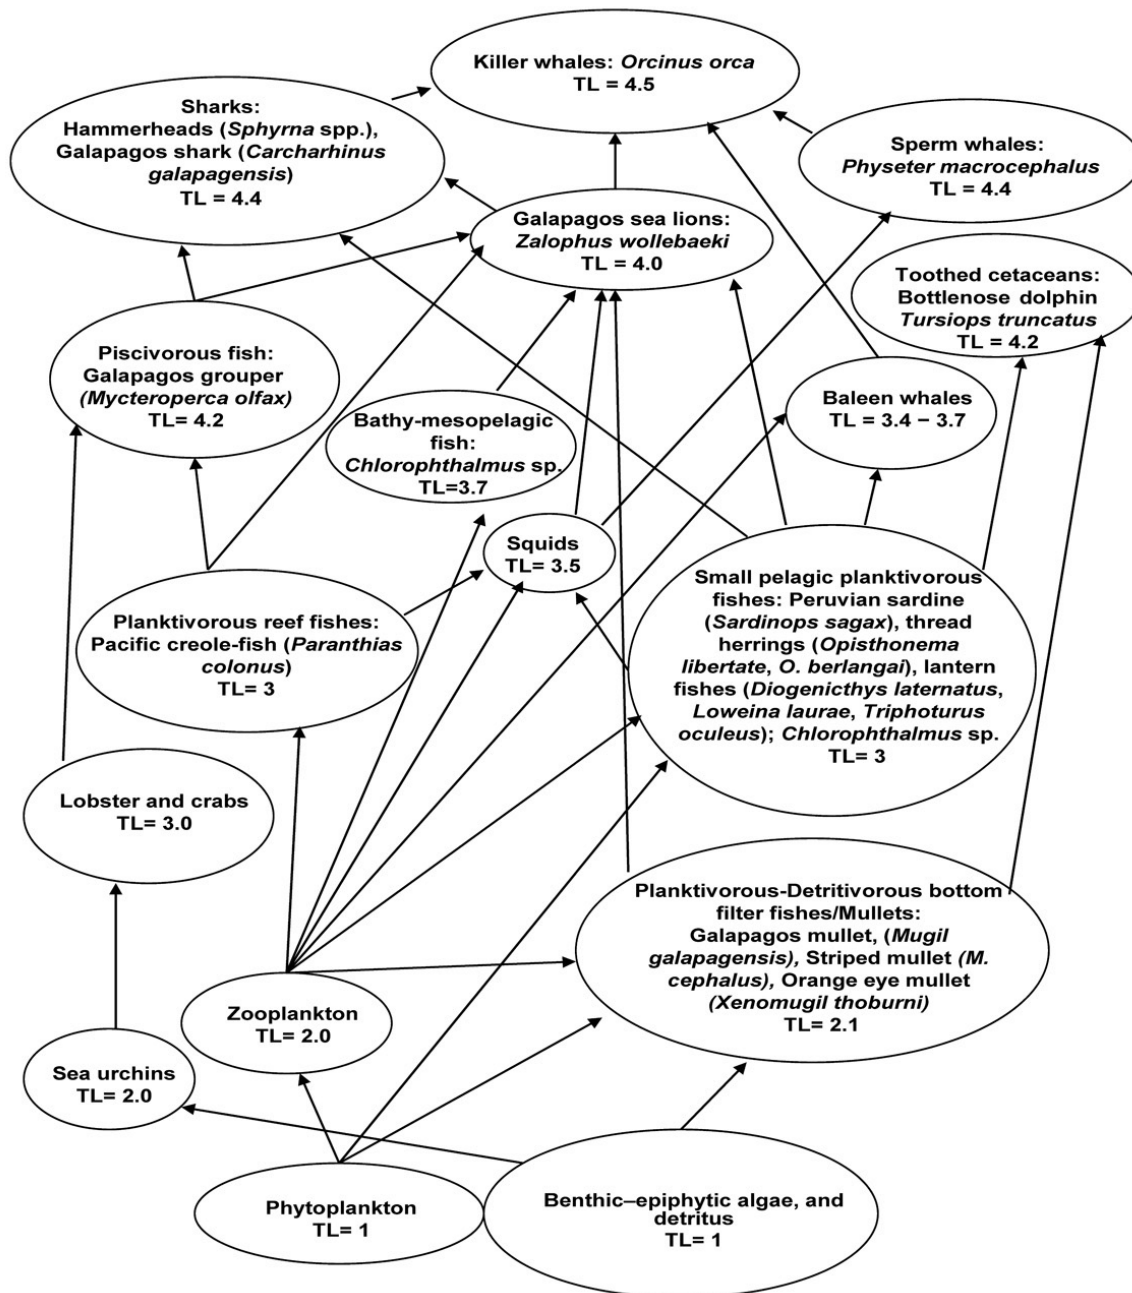 Killer whales: Orcinus orca
TL = 4.5
Sharks:
Hammerheads (Sphyrna spp.),
Galapagos shark (Carcharhinus
galapagensis)
TL = 4.4
Sperm whales:
Physeter macrocephalus
TL = 4.4
Galapagos sea lions:
Zalophus wollebaeki
TL = 4.0
Toothed cetaceans:
Bottlenose dolphin
Tursiops truncatus
TL = 4.2
Piscivorous fish:
Galapagos grouper
(Mycteroperca olfax)
TL= 4.2
Baleen whales
TL = 3.4 − 3.7
Bathy-mesopelagic
fish:
Chlorophthalmus sp.
TL=3.7
Squids
TL= 3.5
Small pelagic planktivorous
fishes: Peruvian sardine
(Sardinops sagax), thread
herrings (Opisthonema
libertate, O. berlangai), lantern
fishes (Diogenicthys laternatus,
Loweina laurae, Triphoturus
oculeus); Chlorophthalmus sp.
TL= 3
Planktivorous reef fishes:
Pacific creole-fish (Paranthias
colonus)
TL= 3
Lobster and crabs
TL= 3.0
Planktivorous-Detritivorous bottom
filter fishes/Mullets:
Galapagos mullet, (Mugil
galapagensis), Striped mullet (M.
cephalus), Orange eye mullet
(Xenomugil thoburni)
TL= 2.1
Zooplankton
TL= 2.0
Sea urchins
TL= 2.0
Phytoplankton
TL= 1
Benthic–epiphytic algae, and
detritus
TL= 1